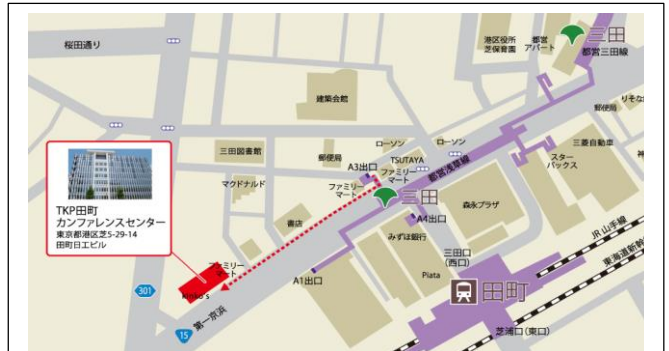 桜田通り
港区役所
芝保育園
都営
アパート
三田
都営三田線
建築会館
郵便局
りそな
三田図書館
郵便局
ローソン
ローソン
三菱自動車
TSUTAYA
A3出口
ファミリー
マート
ファミリー
マート
都営浅草線
スター
バックス
神
マクドナルド
三田
A4出口
森永プラザ
TKP田町
カンファレンスセンター
東京都港区芝5-29-14
田町日工ビル
書店
みずほ銀行
三田口
(西口)
JR山手線
東海道新幹
ファミリー
マート
kinko's
A1出口
Piata
田町
301
15
第一京浜
芝浦口(東口)